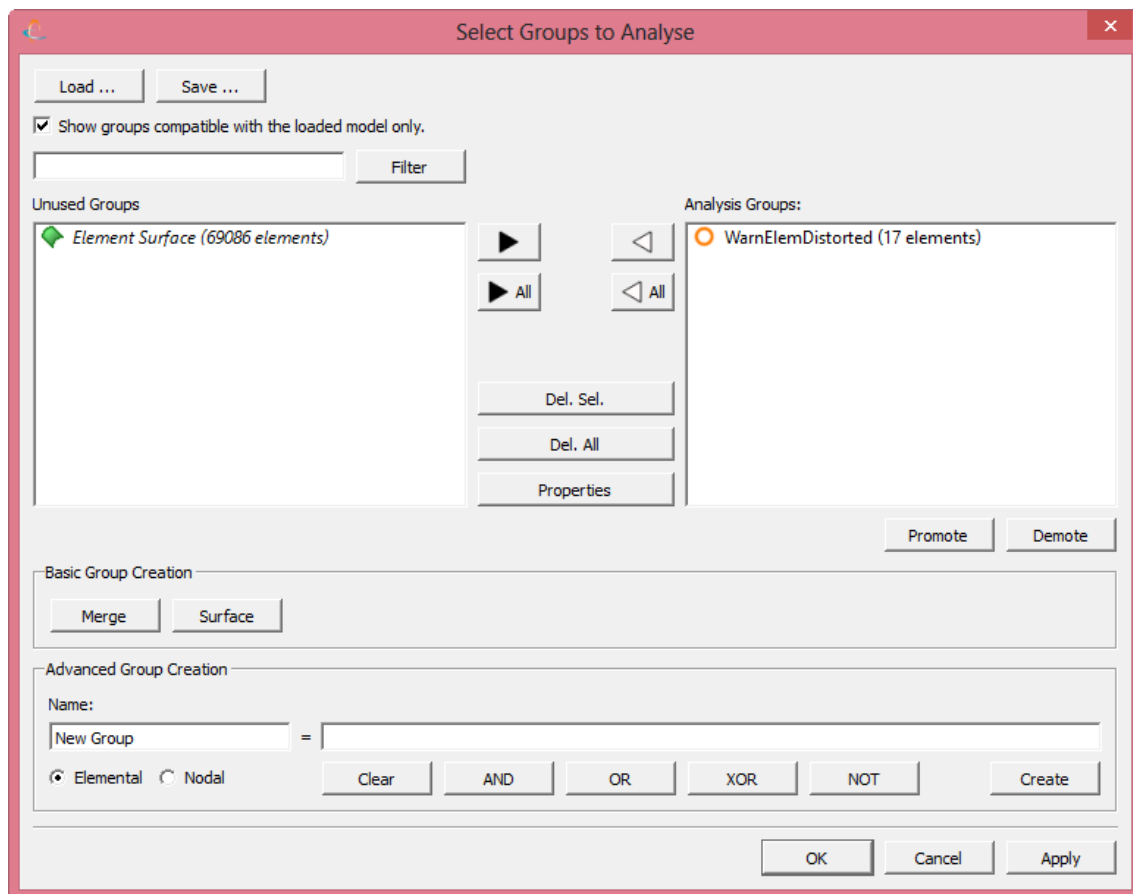 Select Groups to Analyse
Load ... Save ...
Show groups compatible with the loaded model only.
Filter
Unused Groups Analysis Groups:
Element Surface (69086 elements) WarnElemDistorted (17 elements)
All All
Del. Sel.
Del. All
Properties
Promote Demote
Basic Group Creation
Merge Surface
Advanced Group Creation
Name:
New Group =
Elemental Nodal Clear AND OR XOR NOT Create
OK Cancel Apply